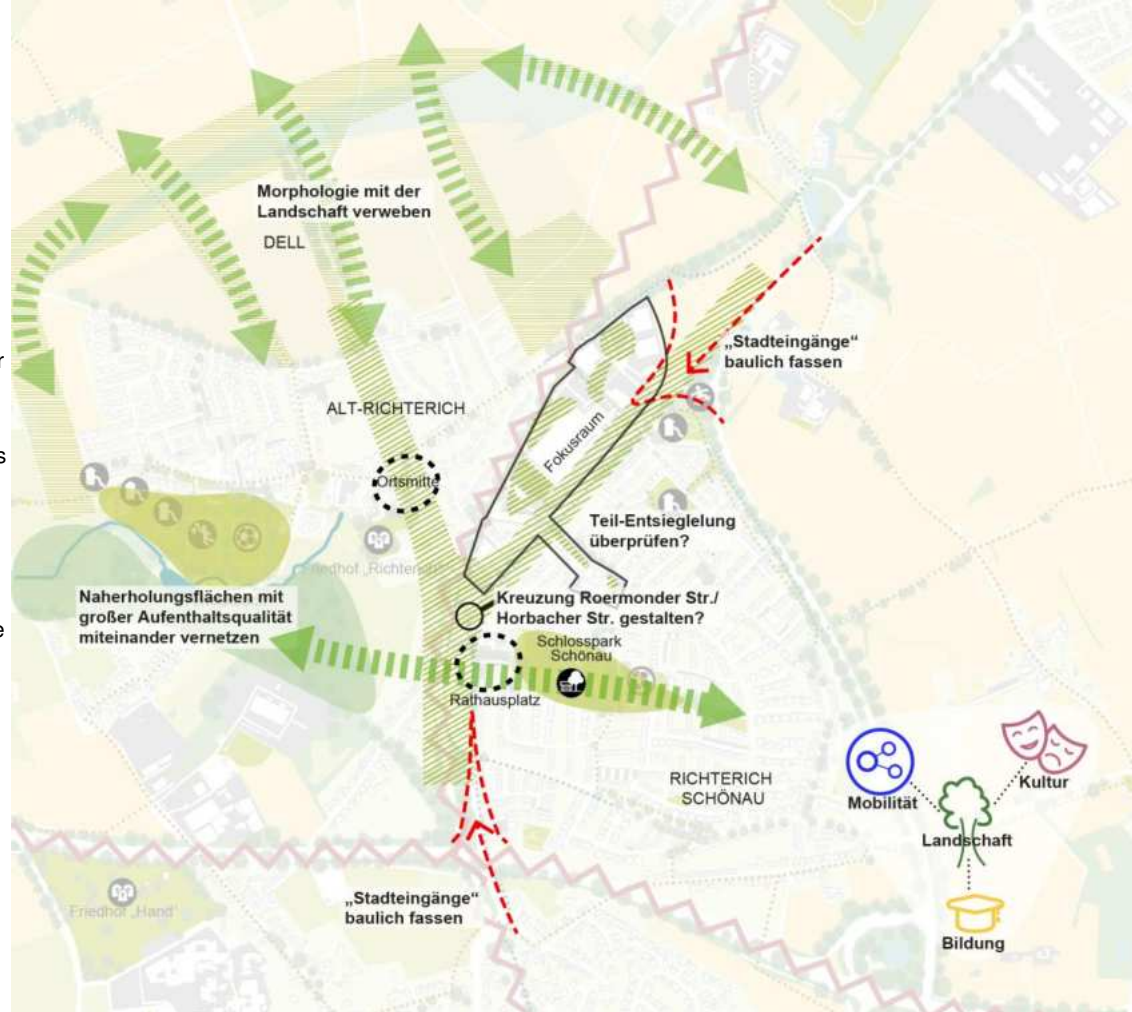 Morphologie mit der
Landschaft verweben
DELL
„Stadteingänge“
baulich fassen
r
ALT-RICHTERICH
Fokusraum
s
Ortsmitte
Teil-Entsiegelung
überprüfen?
Friedhof „Richterich“
Naherholungsflächen mit
großer Aufenthaltsqualität
miteinander vernetzen
Kreuzung Roermonder Str./
Horbacher Str. gestalten?
e
Schlosspark
Schönau
Rathausplatz
RICHTERICH
SCHÖNAU
Mobilität
Kultur
Landschaft
Bildung
„Stadteingänge“
baulich fassen
Friedhof „Hand“